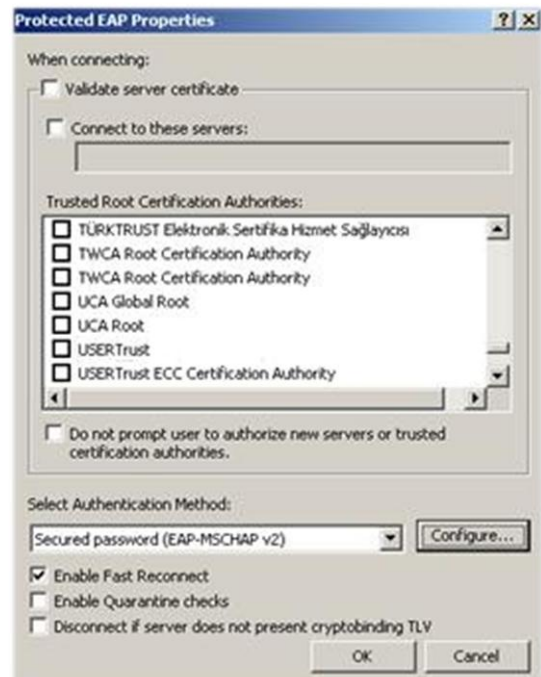 Protected EAP Properties
When connecting:
Validate server certificate
Connect to these servers:
Trusted Root Certification Authorities:
TÜRKTRUST Elektronik Sertifika Hizmet Sağlayıcısı
TWCA Root Certification Authority
TWCA Root Certification Authority
UCA Global Root
UCA Root
USERTrust
USERTrust ECC Certification Authority
Do not prompt user to authorize new servers or trusted
certification authorities.
Select Authentication Method:
Secured password (EAP-MSCHAP v2)
Configure...
Enable Fast Reconnect
Enable Quarantine checks
Disconnect if server does not present cryptobinding TLV
OK Cancel